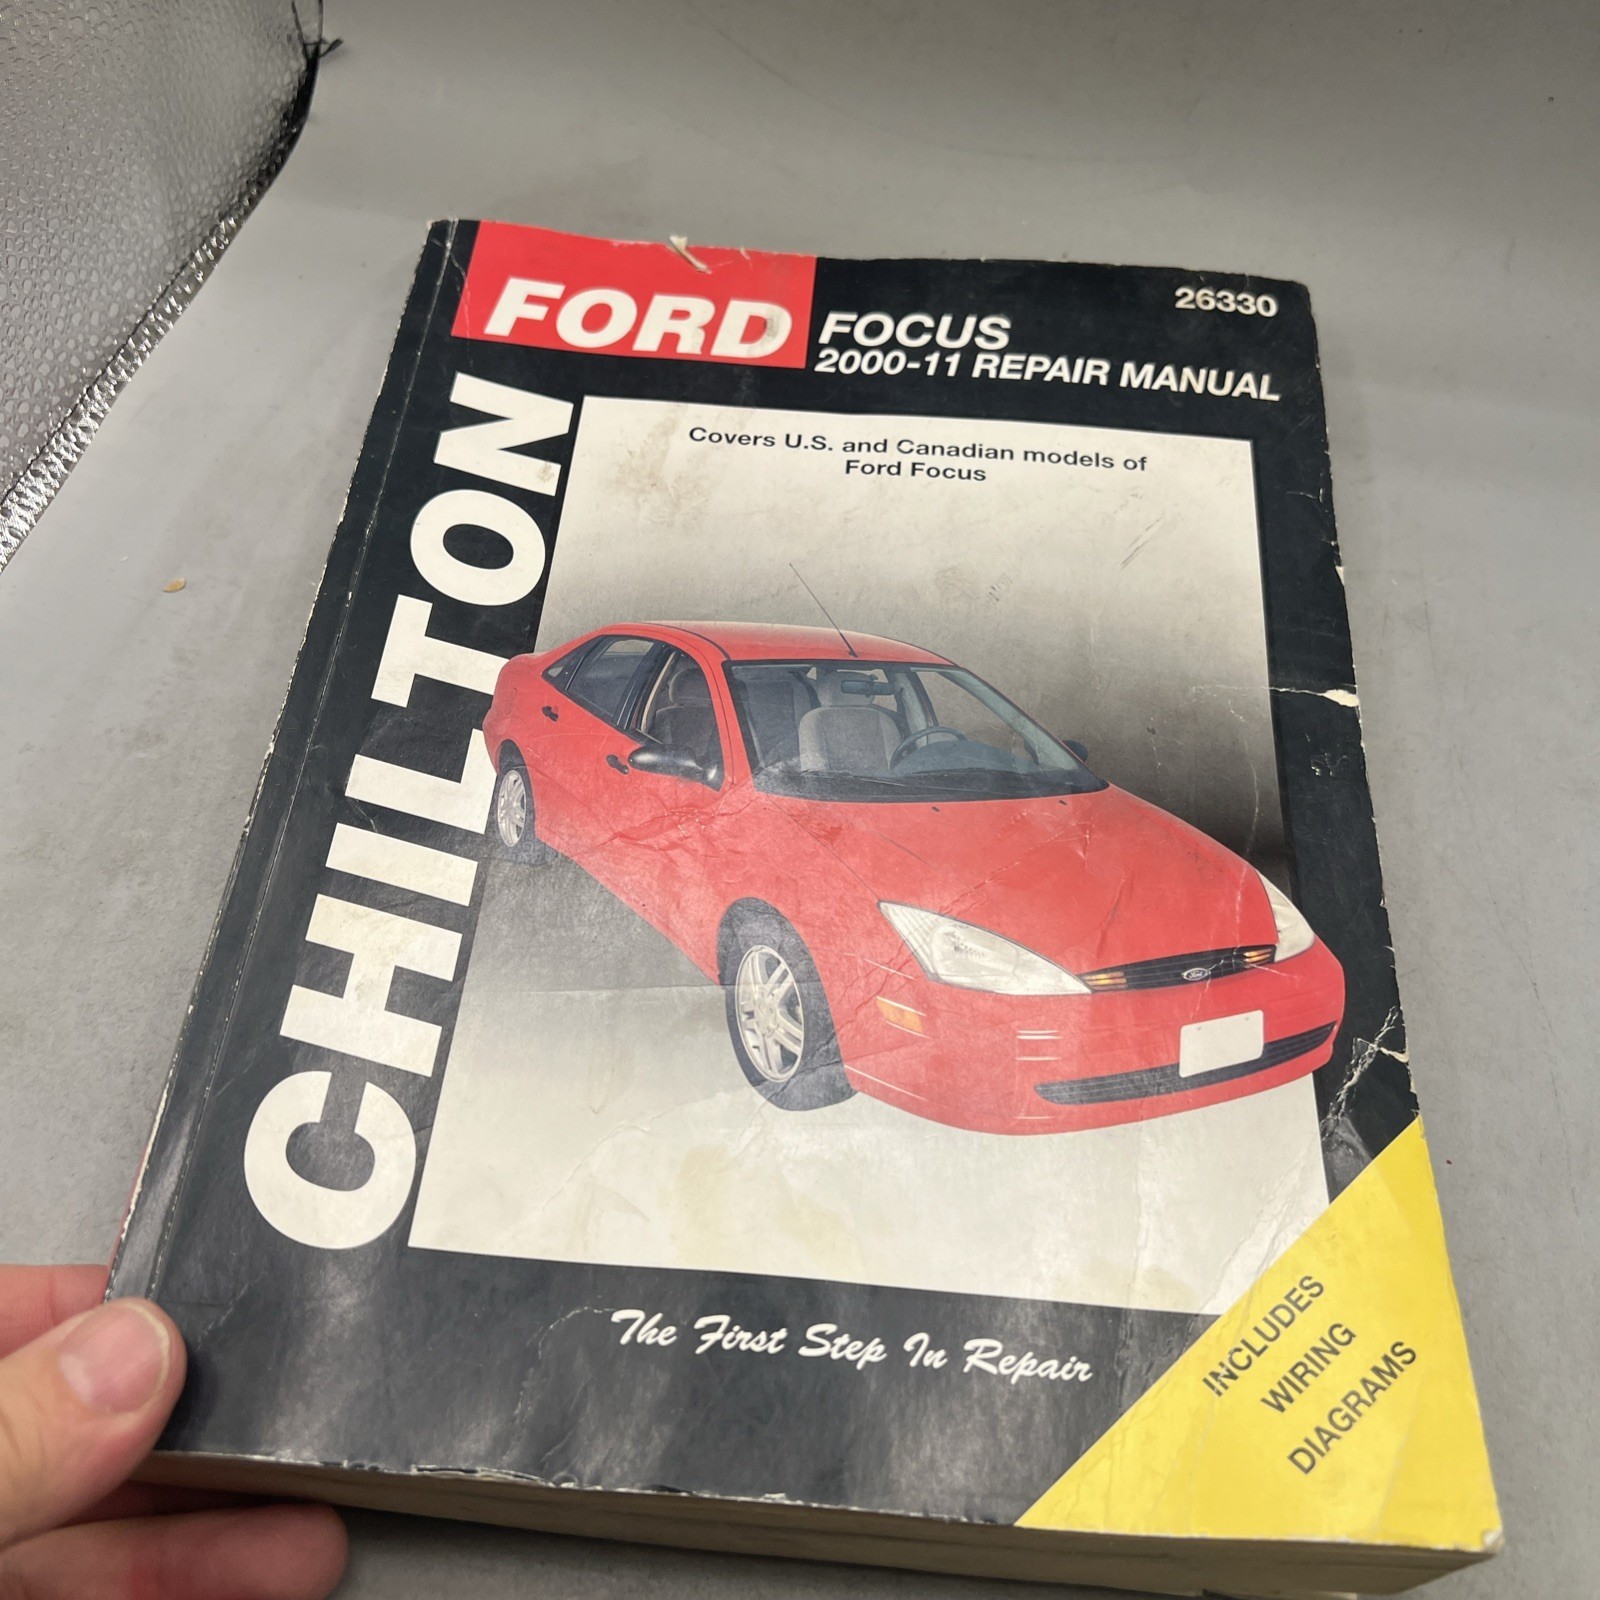 FORD
FOCUS
2000-11 REPAIR MANUAL
26330
Covers U.S. and Canadian models of
Ford Focus
CHILTON
Ford
The First Step In Repair
INCLUDES
WIRING
DIAGRAMS